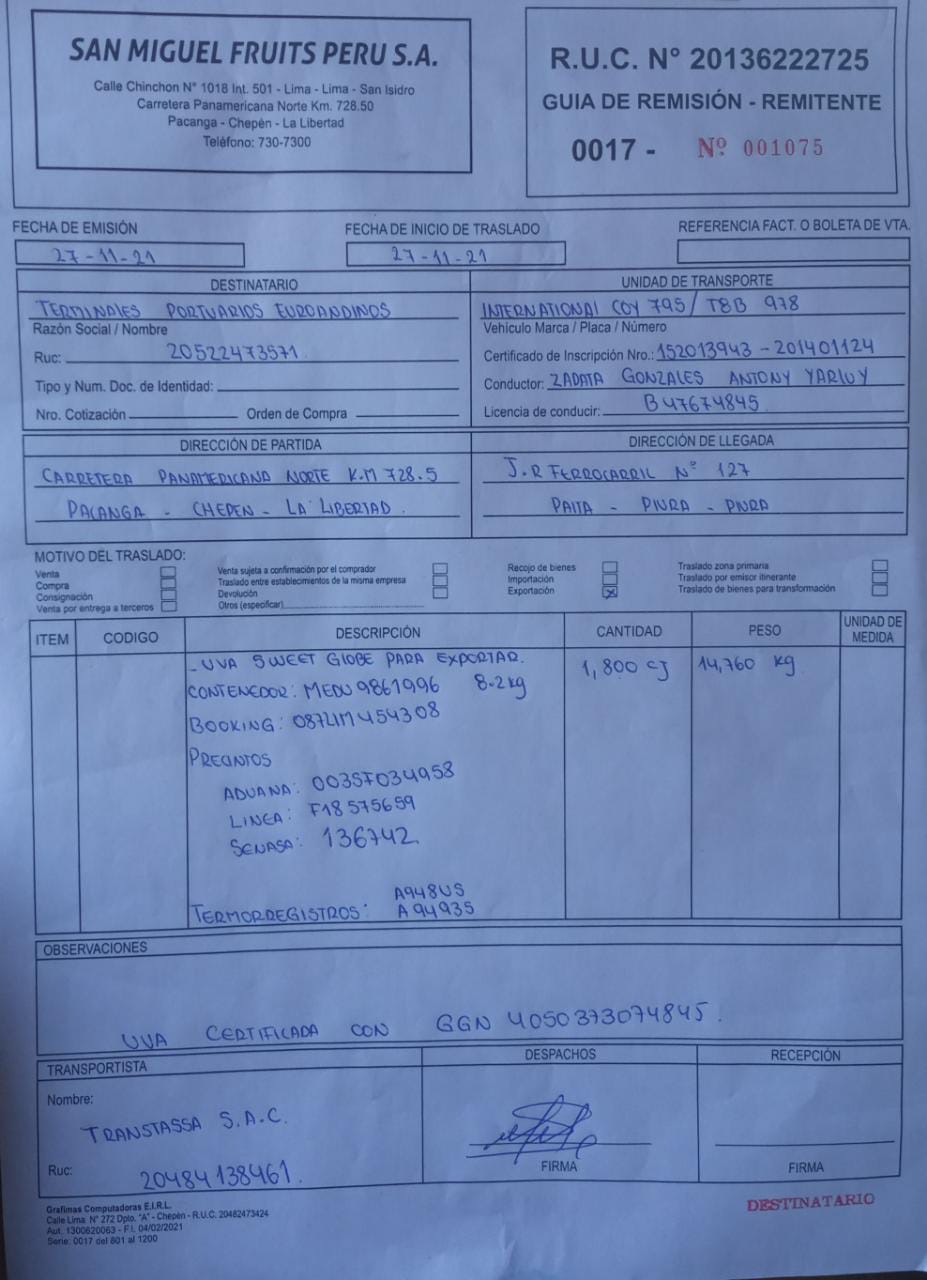 SAN MIGUEL FRUITS PERU S.A.
Calle Chinchon N° 1018 Int. 501 - Lima - Lima - San Isidro
Carretera Panamericana Norte Km. 728.50
Pacanga - Chepén - La Libertad
Teléfono: 730-7300
R.U.C. N° 20136222725
GUIA DE REMISIÓN - REMITENTE
0017 - Nº 001075
FECHA DE EMISIÓN
27-11-21
FECHA DE INICIO DE TRASLADO
27-11-21
REFERENCIA FACT. O BOLETA DE VTA.
DESTINATARIO
TERMINALES PORTUARIOS EUROANDINOS
Razón Social / Nombre
Ruc: 20522473571
Tipo y Num. Doc. de Identidad:
Nro. Cotización Orden de Compra
UNIDAD DE TRANSPORTE
INTERNATIONAL COY 795/ T8B 978
Vehiculo Marca / Placa / Número
Certificado de Inscripción Nro.: 152013943 - 201401124
Conductor: ZAPATA GONZALES ANTONY
Licencia de conducir: B47674845
DIRECCIÓN DE PARTIDA
CARRETERA PANAMERICANA NORTE K.M 728.5
PACANGA - CHEPEN - LA LIBERTAD.
DIRECCIÓN DE LLEGADA
J.R FERROCARRIL N° 127
PAITA - PIURA - PIURA
MOTIVO DEL TRASLADO:
Venta
Compra
Consignación
Venta por entrega a terceros
Venta sujeta a confirmación por el comprador
Traslado entre establecimientos de la misma empresa
Devolución
Otros (especificar)
Recojo de bienes
Importación
Exportación X
Traslado zona primaria
Traslado por emisor itinerante
Traslado de bienes para transformación
ITEM CODIGO DESCRIPCIÓN CANTIDAD PESO UNIDAD DE MEDIDA
- UVA SWEET GLOBE PARA EXPORTAR. 1,800 CJ 14,760 kg
CONTENEDOR: MEDU 9861996 8.2kg
BOOKING: 087LIM454308
PRECINTOS
ADUANA: 0035F034958
LINEA: F18575659
SENASA: 136742
A948US
TERMORREGISTROS: A94935
OBSERVACIONES
UVA CERTIFICADA CON GGN 4050373074845.
TRANSPORTISTA
Nombre:
TRANSTASSA S.A.C.
Ruc: 20484138461.
DESPACHOS
FIRMA
RECEPCIÓN
FIRMA
Grafimas Computadoras E.I.R.L.
Calle Lima N° 272 Dpto. "A" - Chepén - R.U.C. 20482473424
Aut. 1300620063 - F.I. 04/02/2021
Serie: 0017 del 801 al 1200
DESTINATARIO